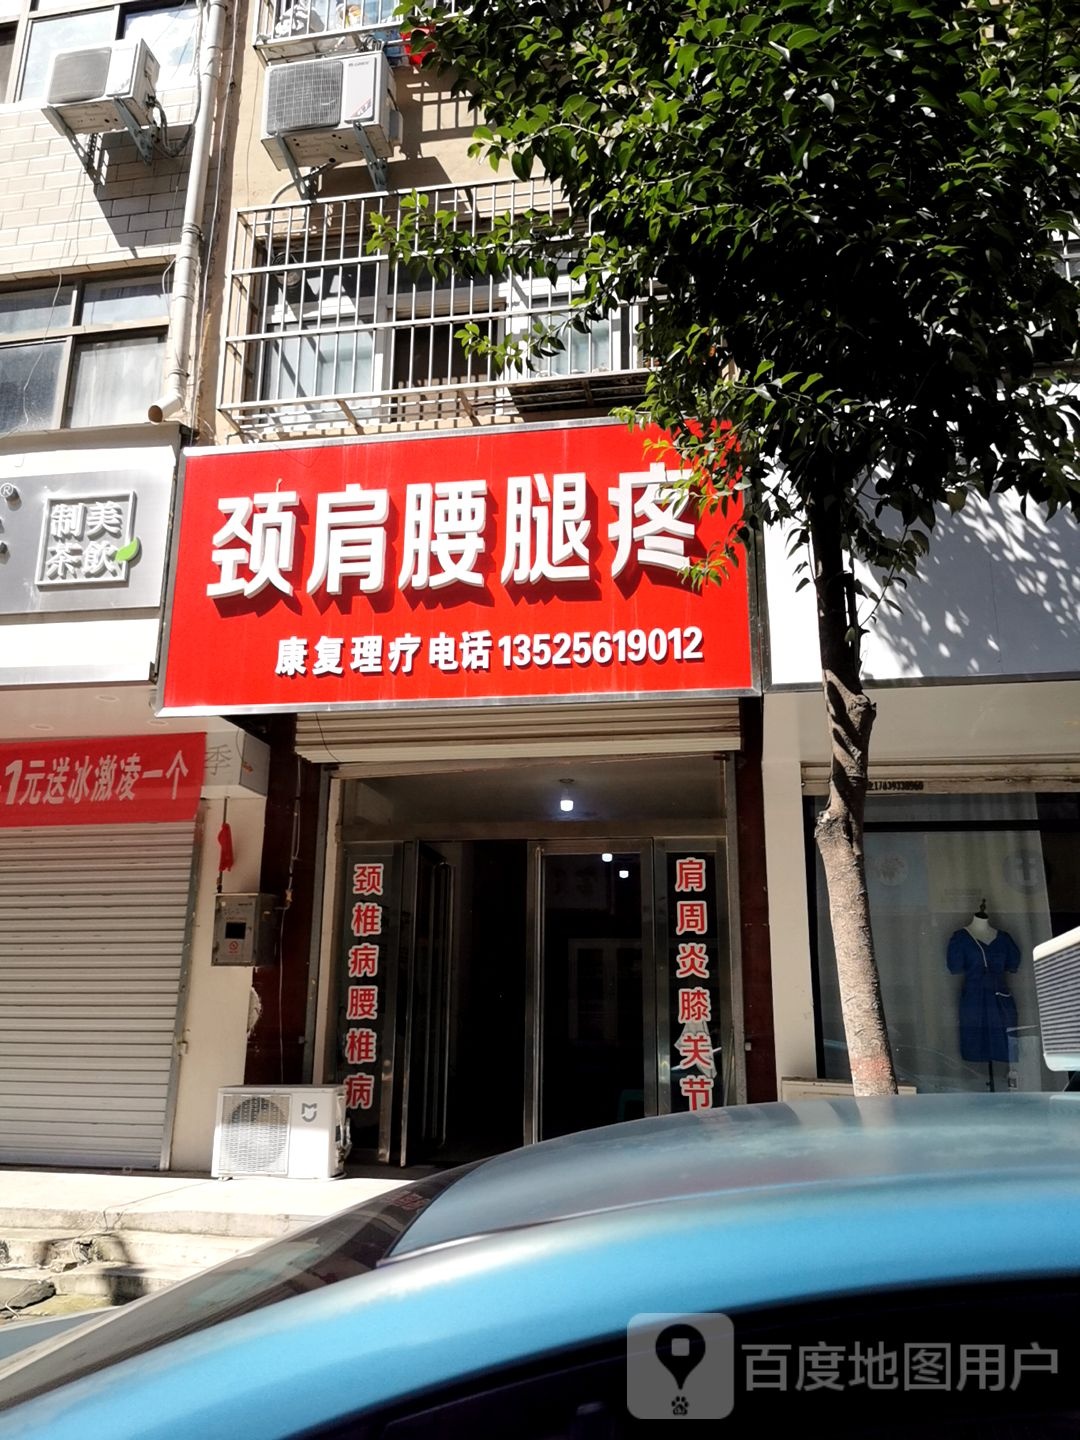 制美
茶飲
颈肩腰腿疼
康复理疗电话13525619012
1元送冰激凌一个
季
颈椎病腰椎病
肩周炎膝关节
百度地图用户